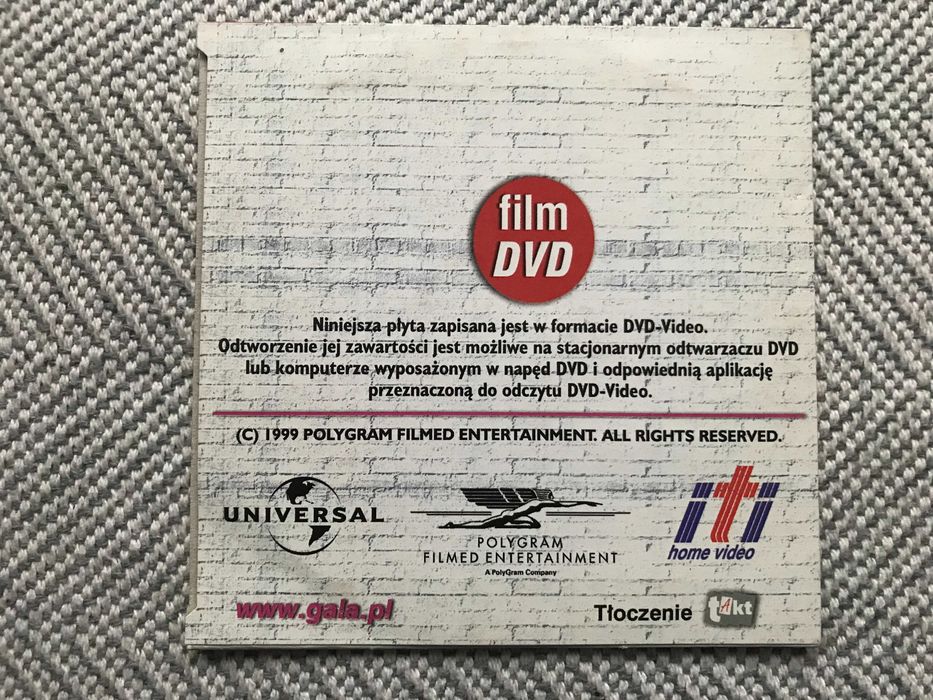 film
DVD
Niniejsza płyta zapisana jest w formacie DVD-Video.
Odtworzenie jej zawartości jest możliwe na stacjonarnym odtwarzaczu DVD
lub komputerze wyposażonym w napęd DVD i odpowiednią aplikację
przeznaczoną do odczytu DVD-Video.
(C) 1999 POLYGRAM FILMED ENTERTAINMENT. ALL RIGHTS RESERVED.
UNIVERSAL
POLYGRAM
FILMED ENTERTAINMENT
A PolyGram Company
iti
home video
www.gala.pl
Tłoczenie takt